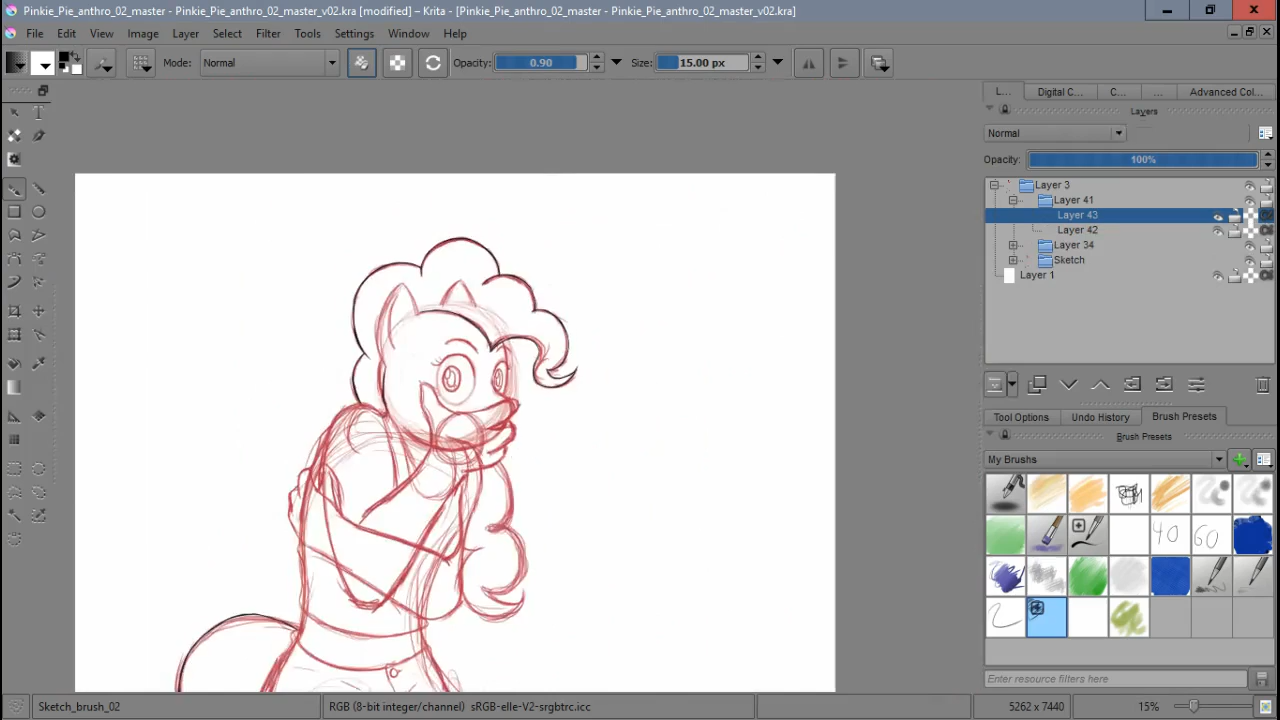 Pinkie_Pie_anthro_02_master - Pinkie_Pie_anthro_02_master_v02.kra [modified] – Krita - [Pinkie_Pie_anthro_02_master - Pinkie_Pie_anthro_02_master_v02.kra]
File Edit View Image Layer Select Filter Tools Settings Window Help
Mode: Normal Opacity: 0.90 Size: 15.00 px
L... Digital C... C... ... Advanced Col...
Layers
Normal
Opacity: 100%
Layer 3
Layer 41
Layer 43
Layer 42
Layer 34
Sketch
Layer 1
Tool Options Undo History Brush Presets
Brush Presets
My Brushes
40 60
Enter resource filters here
Sketch_brush_02 RGB (8-bit integer/channel) sRGB-elle-V2-srgbtrc.icc 5262 x 7440 15%